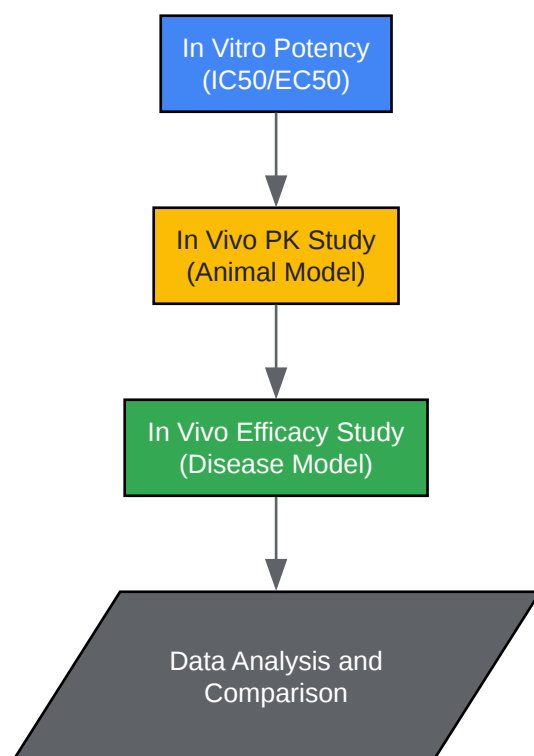 In Vitro Potency
(IC50/EC50)
In Vivo PK Study
(Animal Model)
In Vivo Efficacy Study
(Disease Model)
Data Analysis and
Comparison